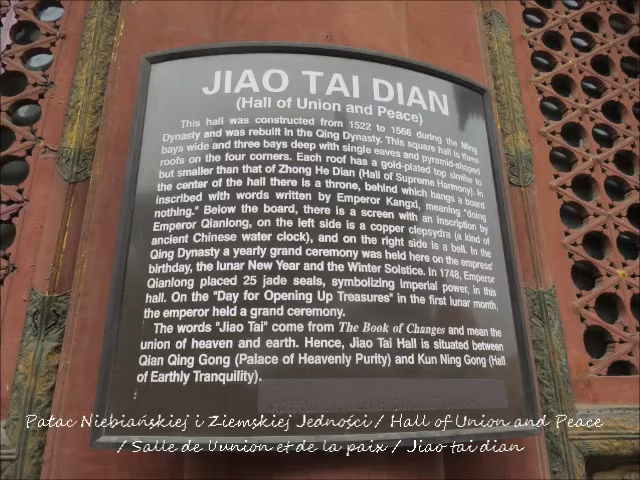 JIAO TAI DIAN
(Hall of Union and Peace)
This hall was constructed from 1522 to 1566 during the Ming
Dynasty and was rebuilt in the Qing Dynasty. This square hall is three
bays wide and three bays deep with single eaves and pyramid-shaped
roofs on the four corners. Each roof has a gold-plated top similar to
but smaller than that of Zhong He Dian (Hall of Supreme Harmony). In
the center of the hall there is a throne, behind which hangs a board
inscribed with words written by Emperor Kangxi, meaning "doing
nothing." Below the board, there is a screen with an inscription by
Emperor Qianlong, on the left side is a copper clepsydra (a kind of
ancient Chinese water clock), and on the right side is a bell. In the
Qing Dynasty a yearly grand ceremony was held here on the empress'
birthday, the lunar New Year and the Winter Solstice. In 1748, Emperor
Qianlong placed 25 jade seals, symbolizing imperial power, in this
hall. On the "Day for Opening Up Treasures" in the first lunar month,
the emperor held a grand ceremony.
The words "Jiao Tai" come from The Book of Changes and mean the
union of heaven and earth. Hence, Jiao Tai Hall is situated between
Qian Qing Gong (Palace of Heavenly Purity) and Kun Ning Gong (Hall
of Earthly Tranquility).
Pałac Niebiańskiej i Ziemskiej Jedności / Hall of Union and Peace
/ Salle de Uunion et de la paix / Jiao tai dian